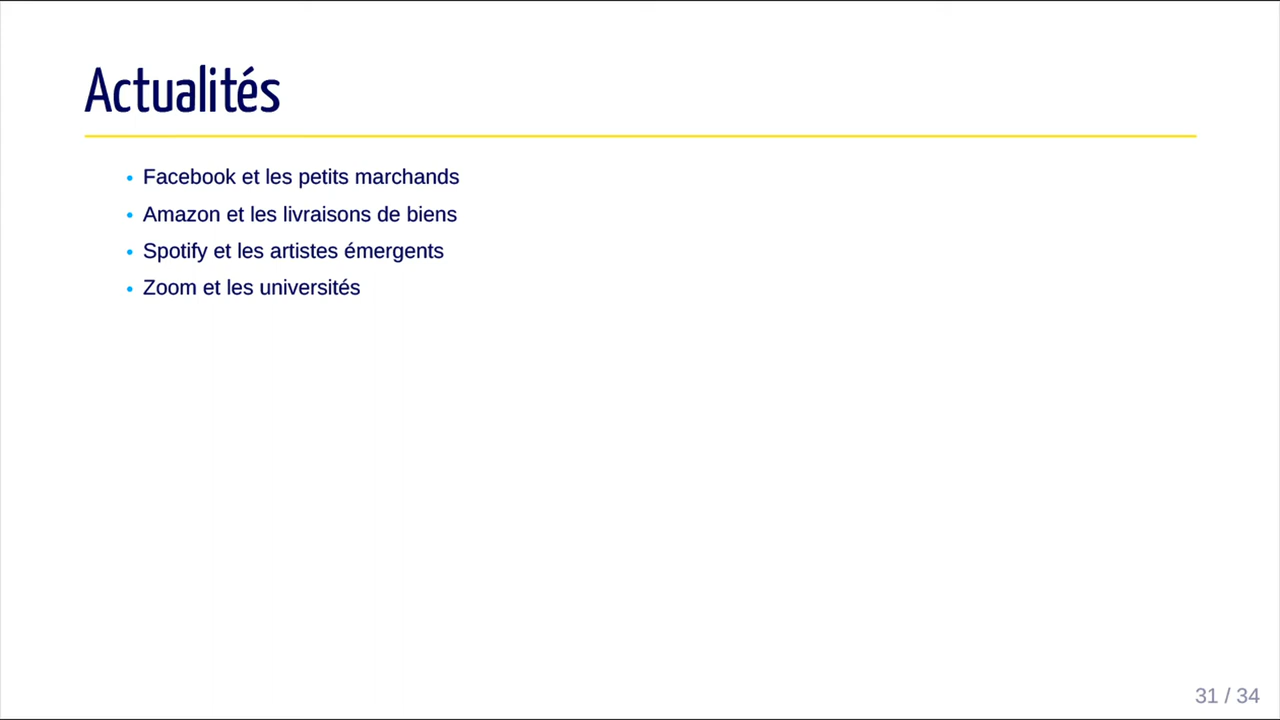 Actualités
• Facebook et les petits marchands
• Amazon et les livraisons de biens
• Spotify et les artistes émergents
• Zoom et les universités
31 / 34